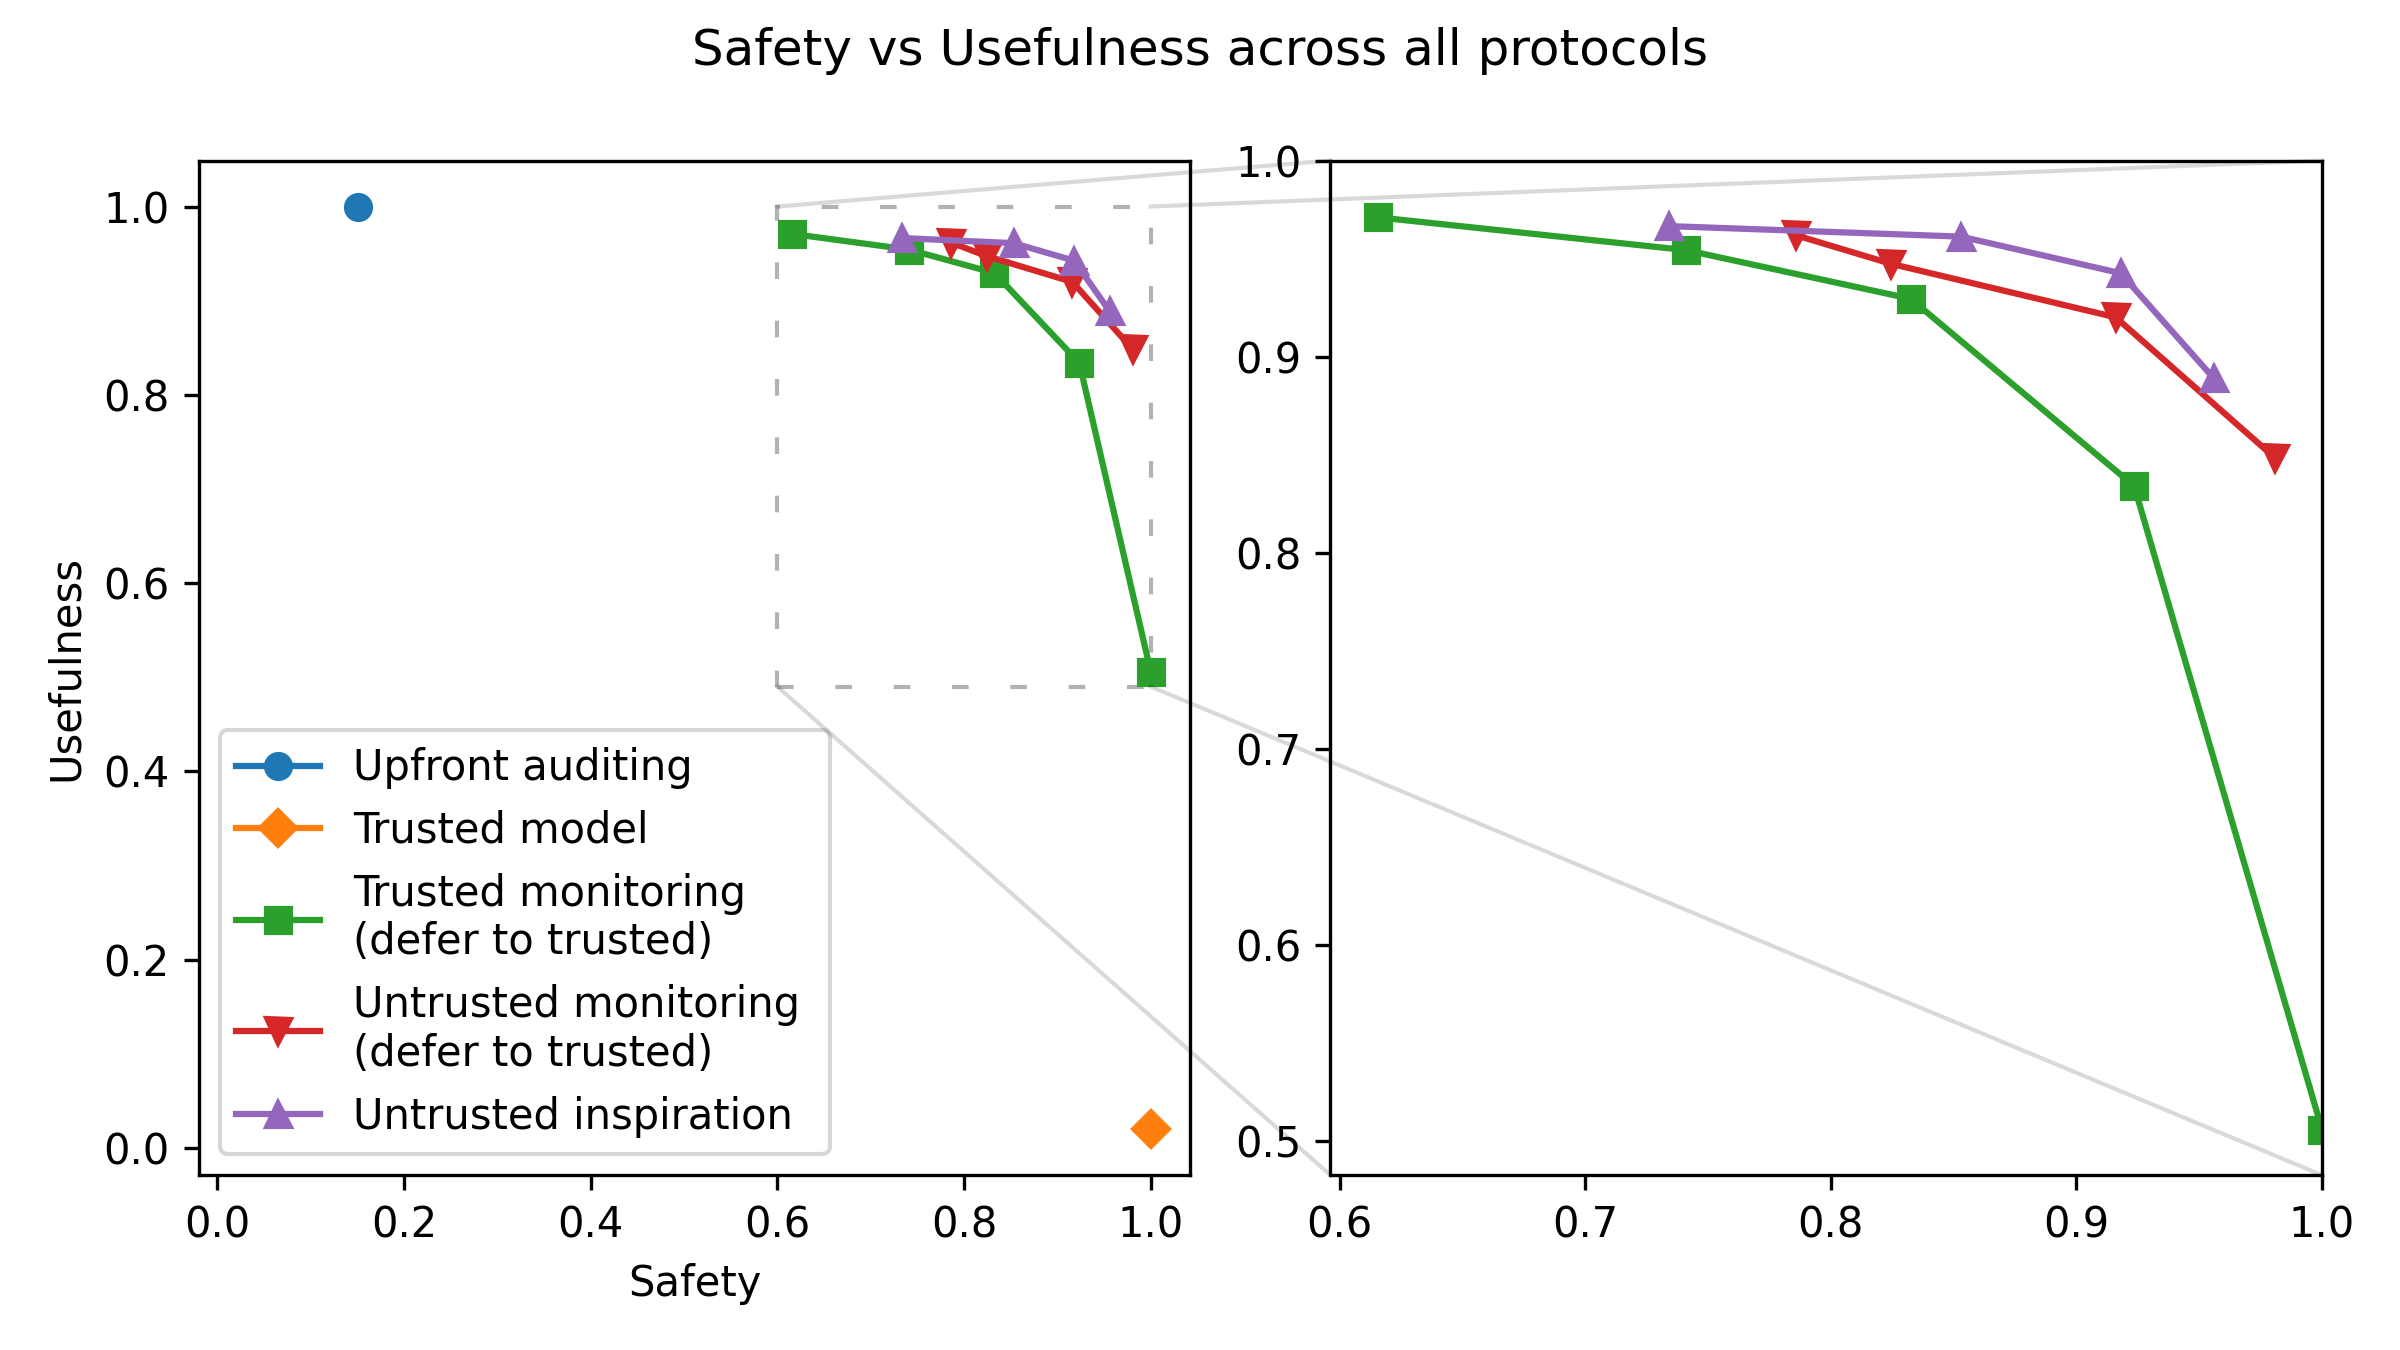 Safety vs Usefulness across all protocols
Usefulness
1.0
0.8
0.6
0.4
0.2
0.0
Upfront auditing
Trusted model
Trusted monitoring
(defer to trusted)
Untrusted monitoring
(defer to trusted)
Untrusted inspiration
0.0 0.2 0.4 0.6 0.8 1.0
Safety
1.0
0.9
0.8
0.7
0.6
0.5
0.6 0.7 0.8 0.9 1.0